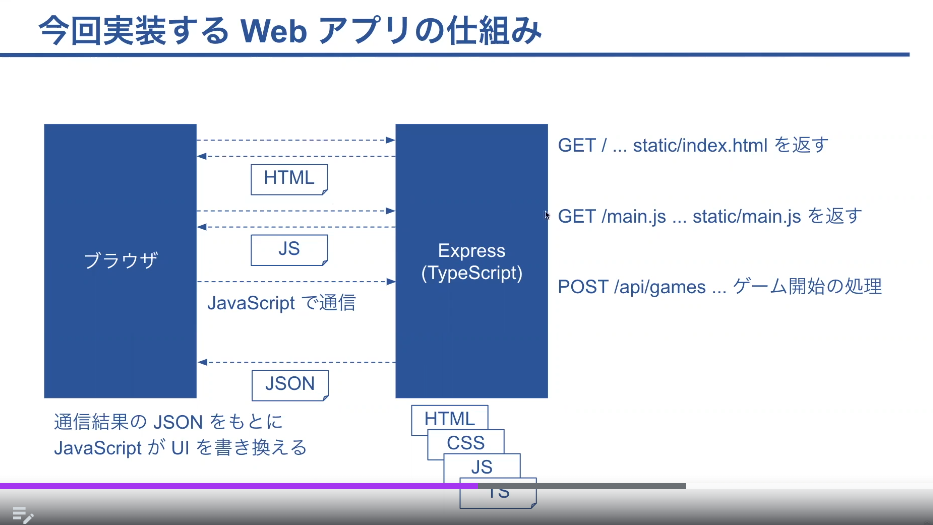 今回実装する Web アプリの仕組み
GET / ... static/index.html を返す
HTML
GET /main.js ... static/main.js を返す
JS
ブラウザ
Express
(TypeScript)
POST /api/games ... ゲーム開始の処理
JavaScript で通信
JSON
通信結果の JSON をもとに
JavaScript が UI を書き換える
HTML
CSS
JS
TS